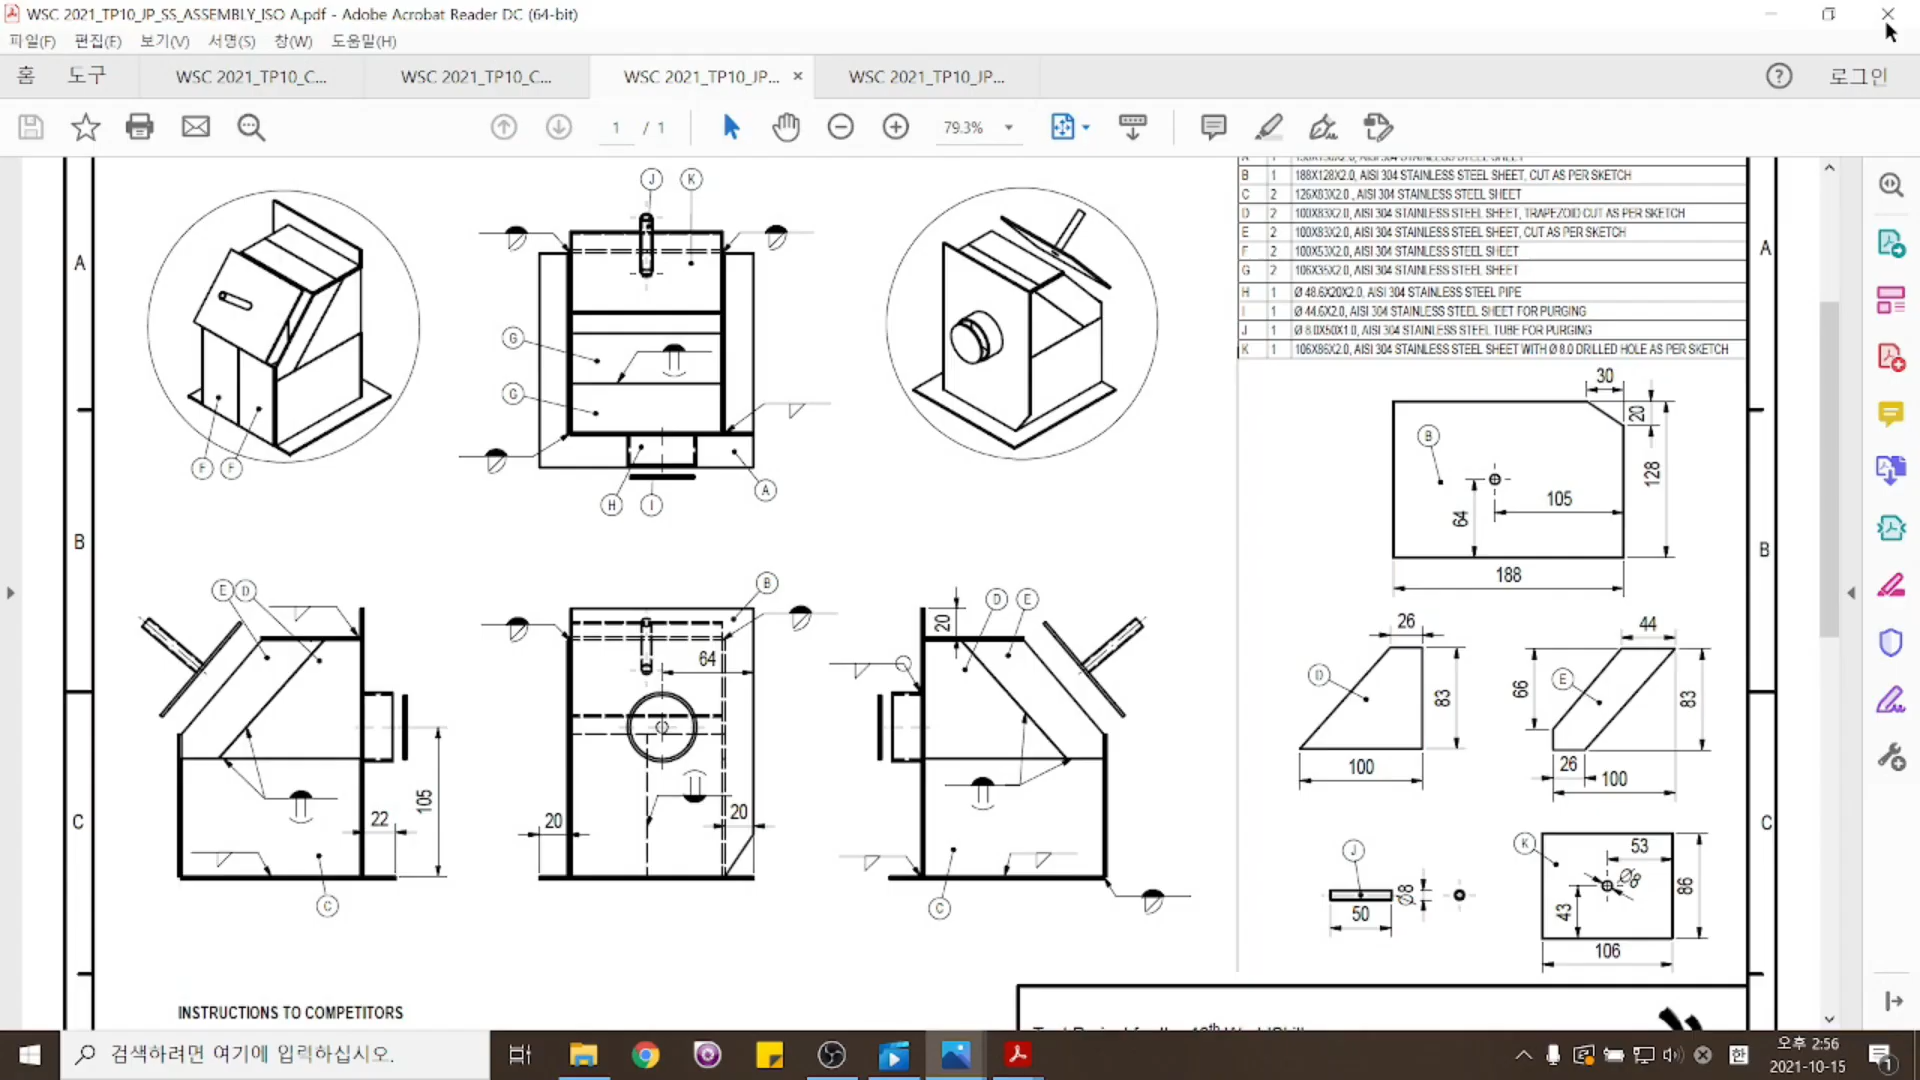 WSC 2021_TP10_JP_SS_ASSEMBLY_ISO A.pdf - Adobe Acrobat Reader DC (64-bit)
파일(F) 편집(E) 보기(V) 서명(S) 창(W) 도움말(H)
홈 도구 WSC 2021_TP10_C... WSC 2021_TP10_C... WSC 2021_TP10_JP... × WSC 2021_TP10_JP... ? 로그인
1 / 1 79.3%
B 1 188X128X2.0, AISI 304 STAINLESS STEEL SHEET, CUT AS PER SKETCH
C 2 126X83X2.0, AISI 304 STAINLESS STEEL SHEET
D 2 100X83X2.0, AISI 304 STAINLESS STEEL SHEET, TRAPEZOID CUT AS PER SKETCH
E 2 100X83X2.0, AISI 304 STAINLESS STEEL SHEET, CUT AS PER SKETCH
F 2 100X53X2.0, AISI 304 STAINLESS STEEL SHEET
G 2 106X35X2.0, AISI 304 STAINLESS STEEL SHEET
H 1 Ø 48.6X20X2.0, AISI 304 STAINLESS STEEL PIPE
I 1 Ø 44.6X2.0, AISI 304 STAINLESS STEEL SHEET FOR PURGING
J 1 Ø 8.0X50X1.0, AISI 304 STAINLESS STEEL TUBE FOR PURGING
K 1 106X86X2.0, AISI 304 STAINLESS STEEL SHEET WITH Ø 8.0 DRILLED HOLE AS PER SKETCH
A
B
C
A
B
C
F F
J K
G
G
H I A
30
20
B
128
105
64
188
E D
105
22
C
B
64
20 20
20
D E
C
26
D
83
100
44
66
E
83
26
100
J
Ø8
50
K
53
Ø8
43
86
106
INSTRUCTIONS TO COMPETITORS
검색하려면 여기에 입력하십시오.
한
오후 2:56
2021-10-15
1